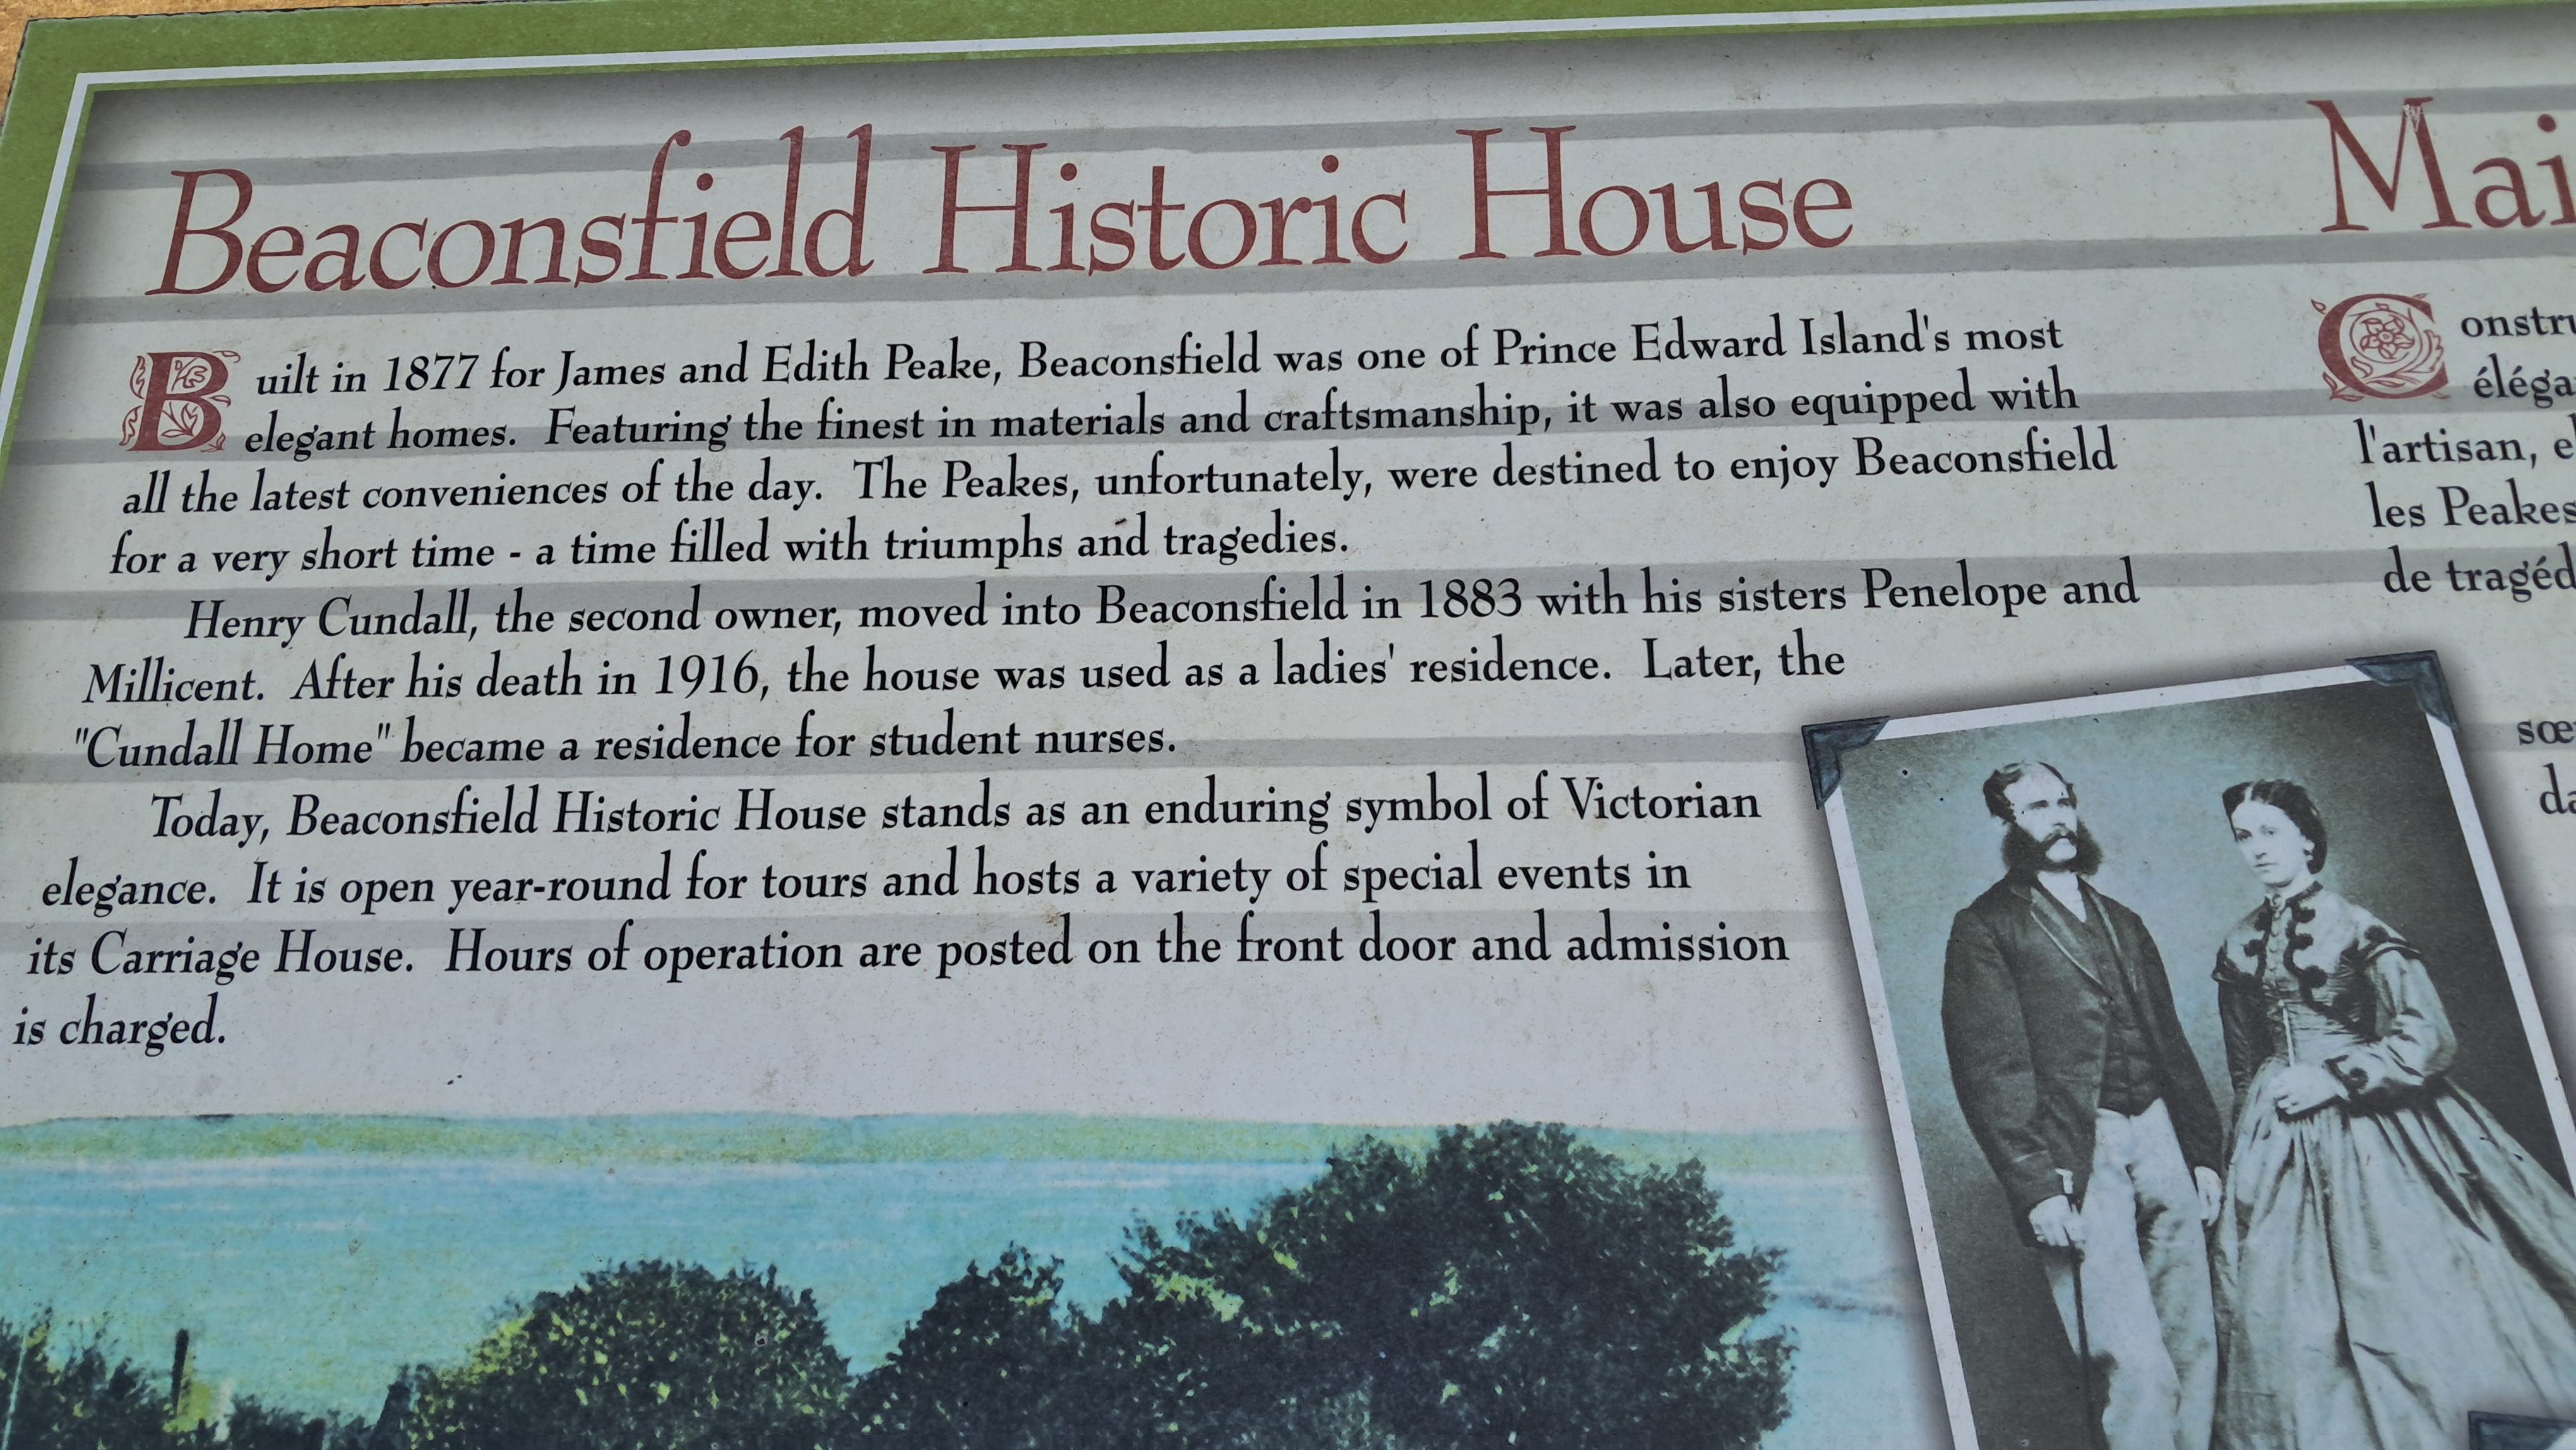 Beaconsfield Historic House
Built in 1877 for James and Edith Peake, Beaconsfield was one of Prince Edward Island's most
elegant homes. Featuring the finest in materials and craftsmanship, it was also equipped with
all the latest conveniences of the day. The Peakes, unfortunately, were destined to enjoy Beaconsfield
for a very short time - a time filled with triumphs and tragedies.
Henry Cundall, the second owner, moved into Beaconsfield in 1883 with his sisters Penelope and
Millicent. After his death in 1916, the house was used as a ladies' residence. Later, the
"Cundall Home" became a residence for student nurses.
Today, Beaconsfield Historic House stands as an enduring symbol of Victorian
elegance. It is open year-round for tours and hosts a variety of special events in
its Carriage House. Hours of operation are posted on the front door and admission
is charged.
Mai
Constru
éléga
l'artisan, el
les Peakes
de tragéd
sœ
da